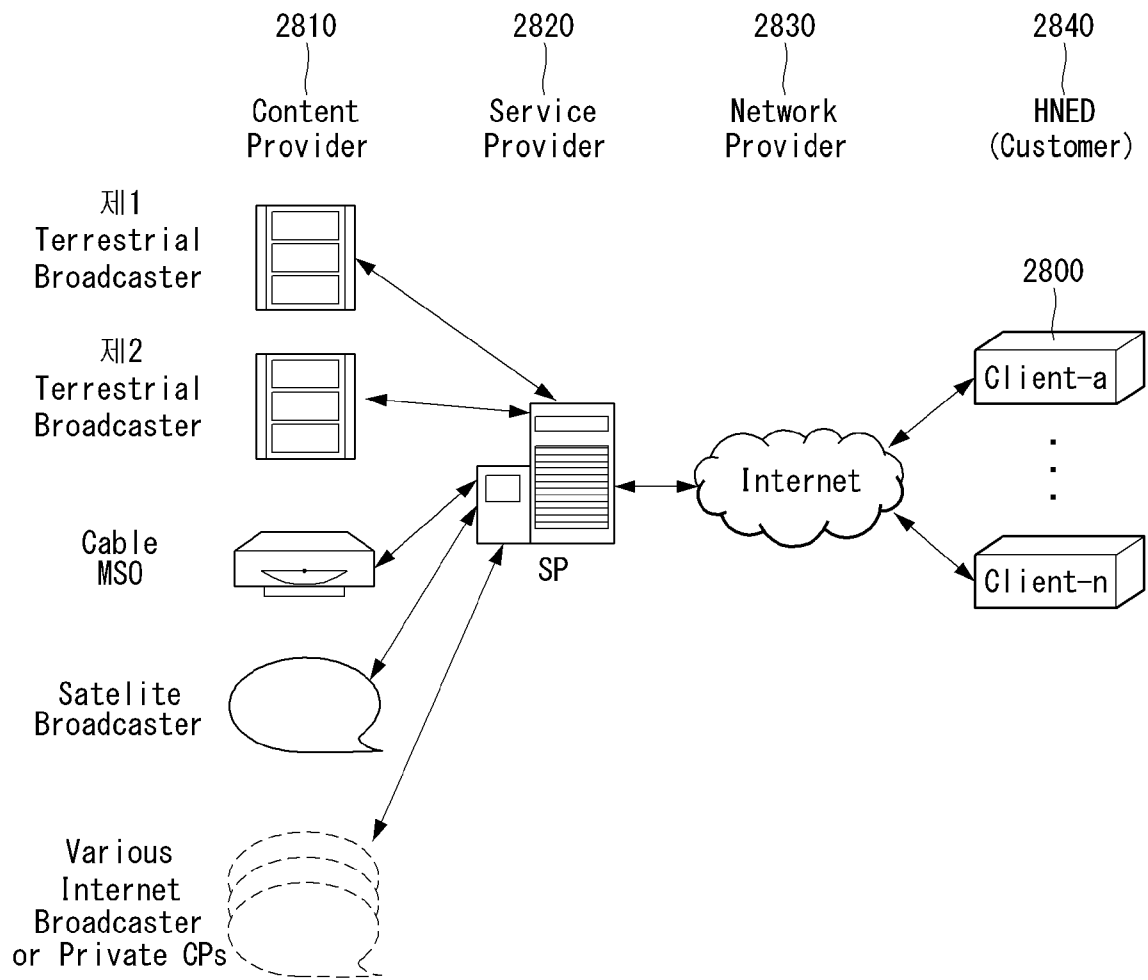 2810
2820
2830
2840
Content
Provider
Service
Provider
Network
Provider
HNED
(Customer)
제1
Terrestrial
Broadcaster
2800
Client-a
제2
Terrestrial
Broadcaster
Internet
Cable
MSO
SP
Client-n
Satelite
Broadcaster
Various
Internet
Broadcaster
or Private CPs